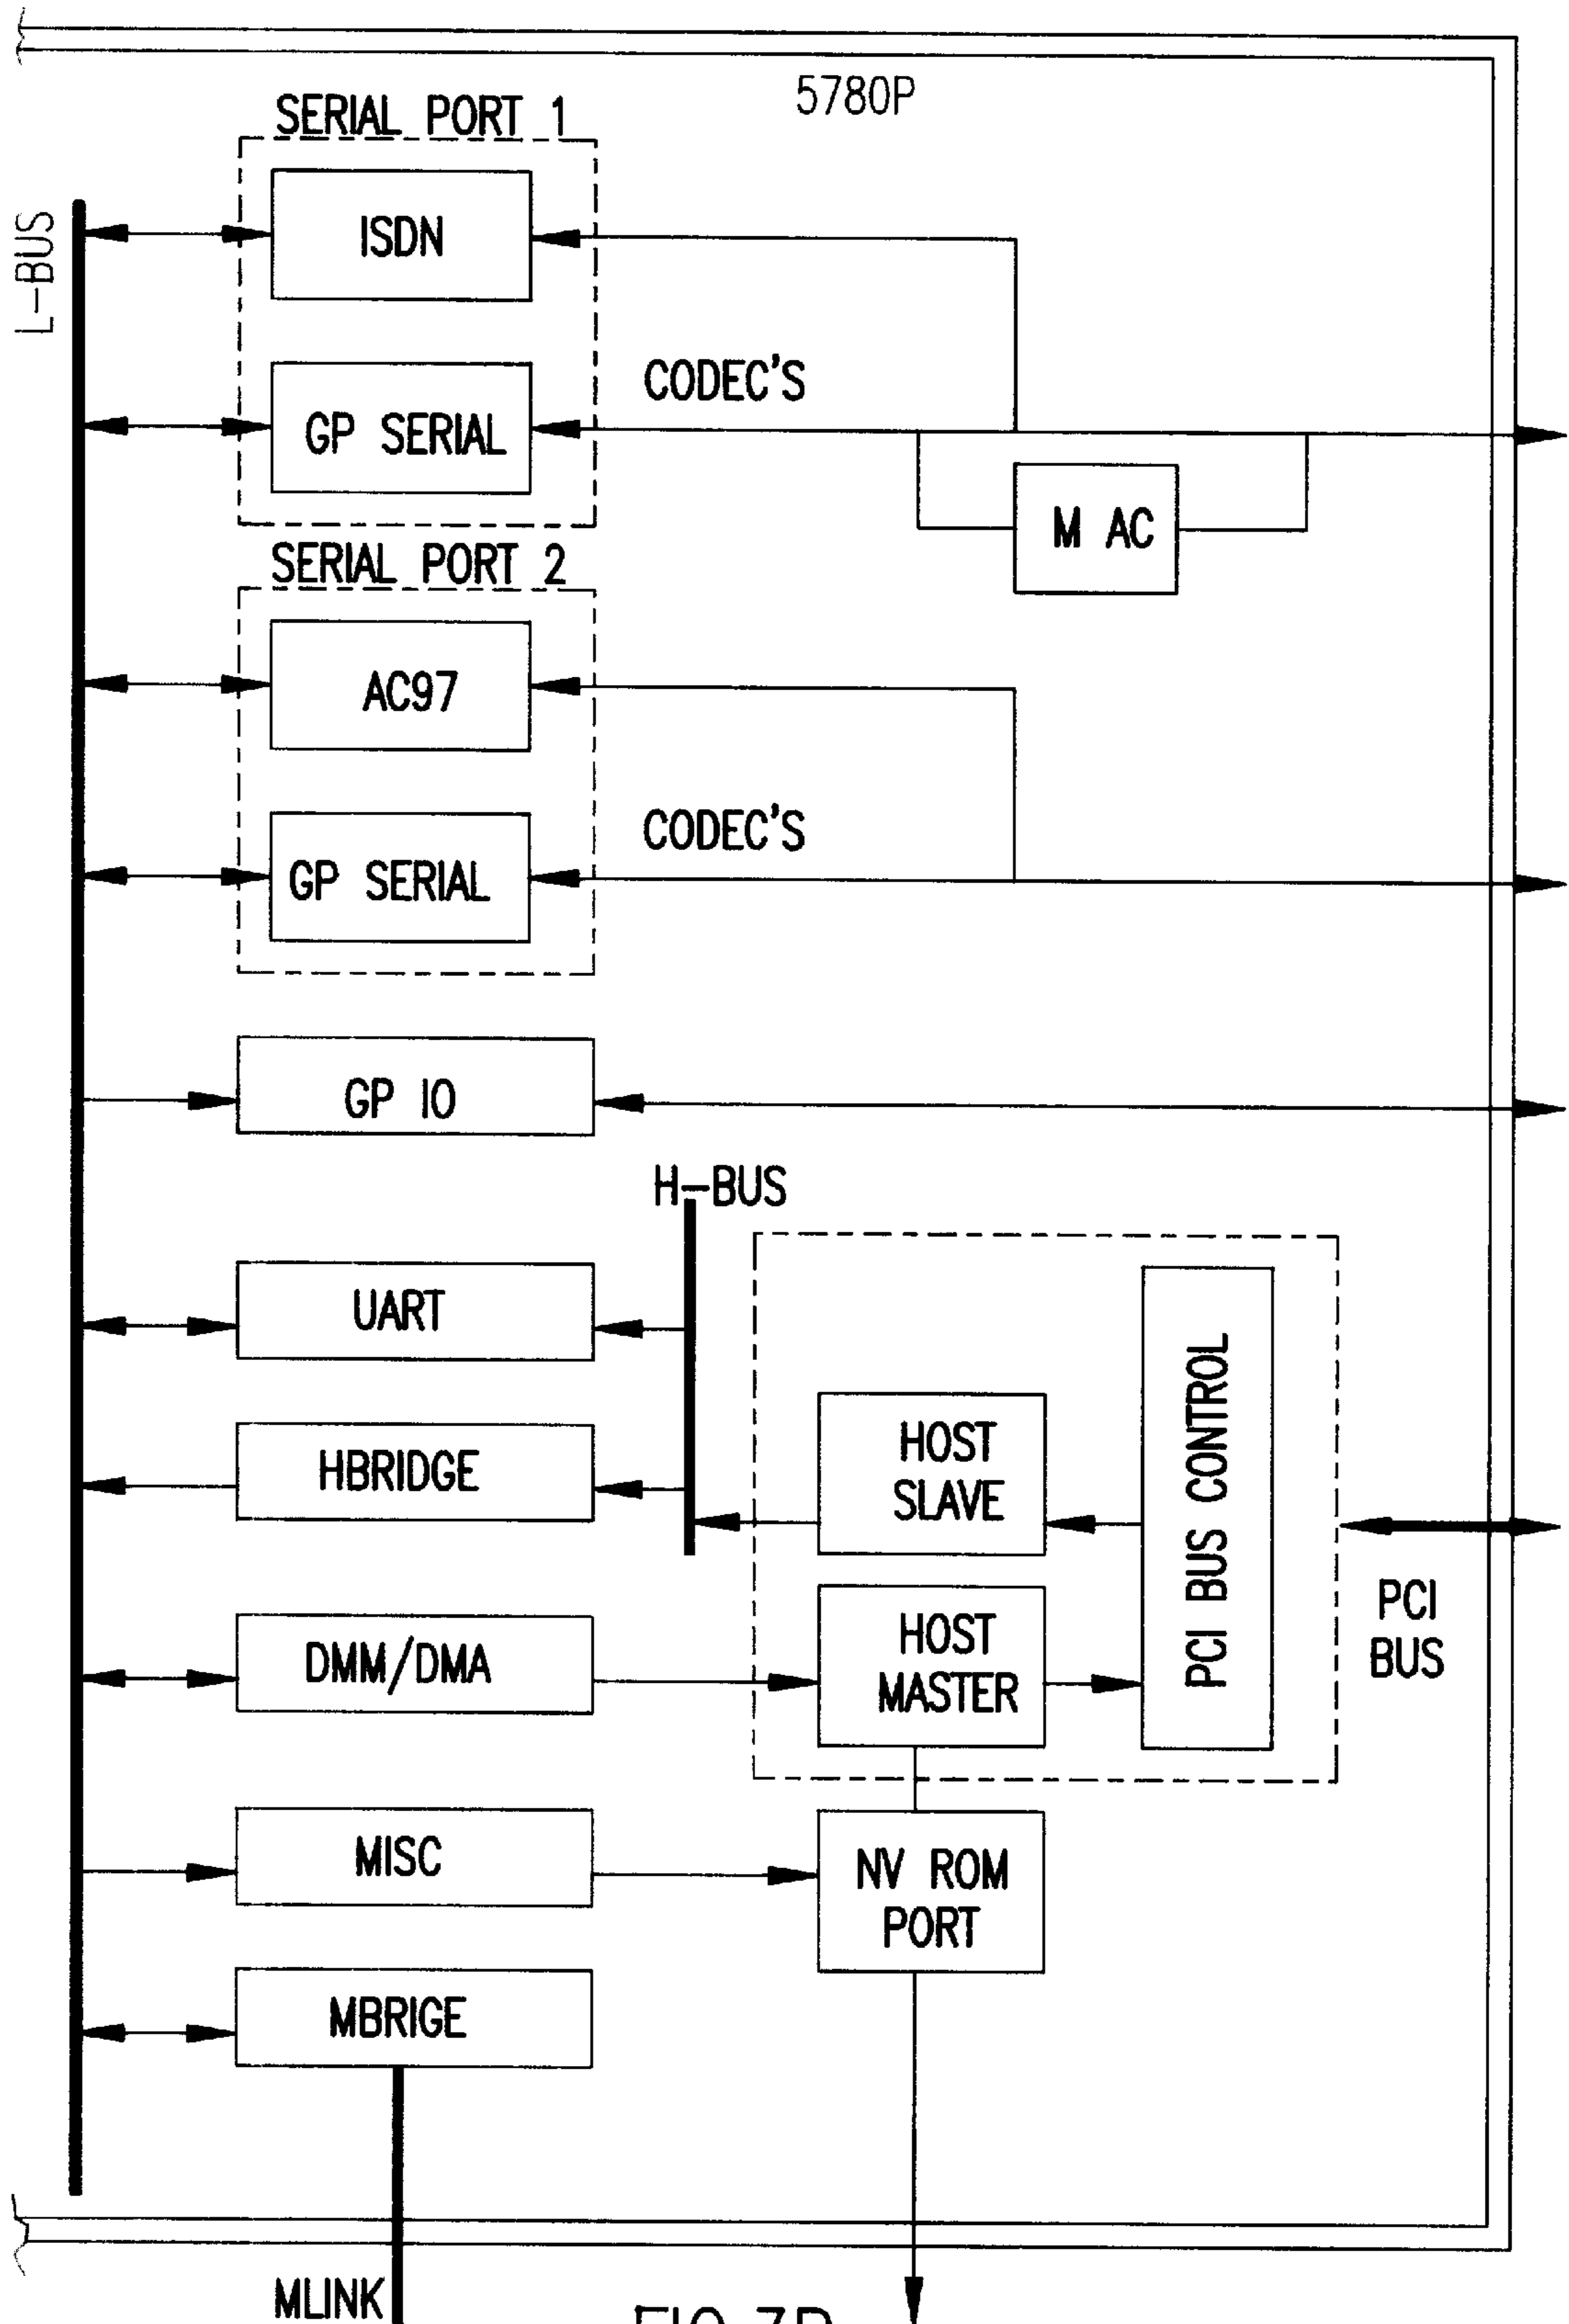 5780P
SERIAL PORT 1
L-BUS
ISDN
CODEC'S
GP SERIAL
M AC
SERIAL PORT 2
AC97
CODEC'S
GP SERIAL
GP IO
H-BUS
UART
HBRIDGE
HOST
SLAVE
PCI BUS CONTROL
PCI
BUS
DMM/DMA
HOST
MASTER
MISC
NV ROM
PORT
MBRIGE
MLINK